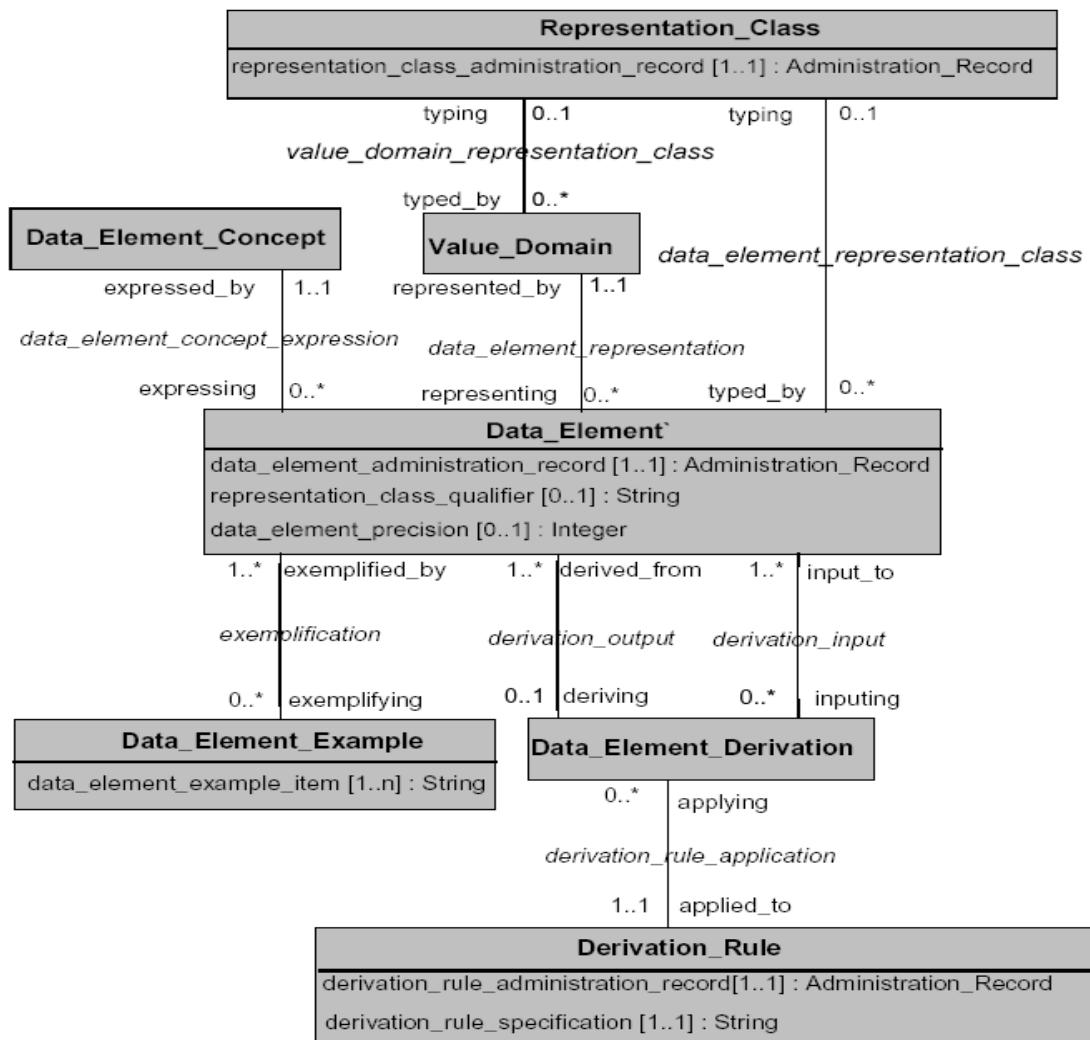 Representation_Class
representation_class_administration_record [1..1] : Administration_Record
typing 0..1 typing 0..1
value_domain_representation_class
typed_by 0..*
Data_Element_Concept
Value_Domain
data_element_representation_class
expressed_by 1..1 represented_by 1..1
data_element_concept_expression
data_element_representation
expressing 0..* representing 0..* typed_by 0..*
Data_Element`
data_element_administration_record [1..1] : Administration_Record
representation_class_qualifier [0..1] : String
data_element_precision [0..1] : Integer
1..* exemplified_by 1..* derived_from 1..* input_to
exemplification derivation_output derivation_input
0..* exemplifying 0..1 deriving 0..* inputing
Data_Element_Example
Data_Element_Derivation
data_element_example_item [1..n] : String
0..* applying
derivation_rule_application
1..1 applied_to
Derivation_Rule
derivation_rule_administration_record[1..1] : Administration_Record
derivation_rule_specification [1..1] : String